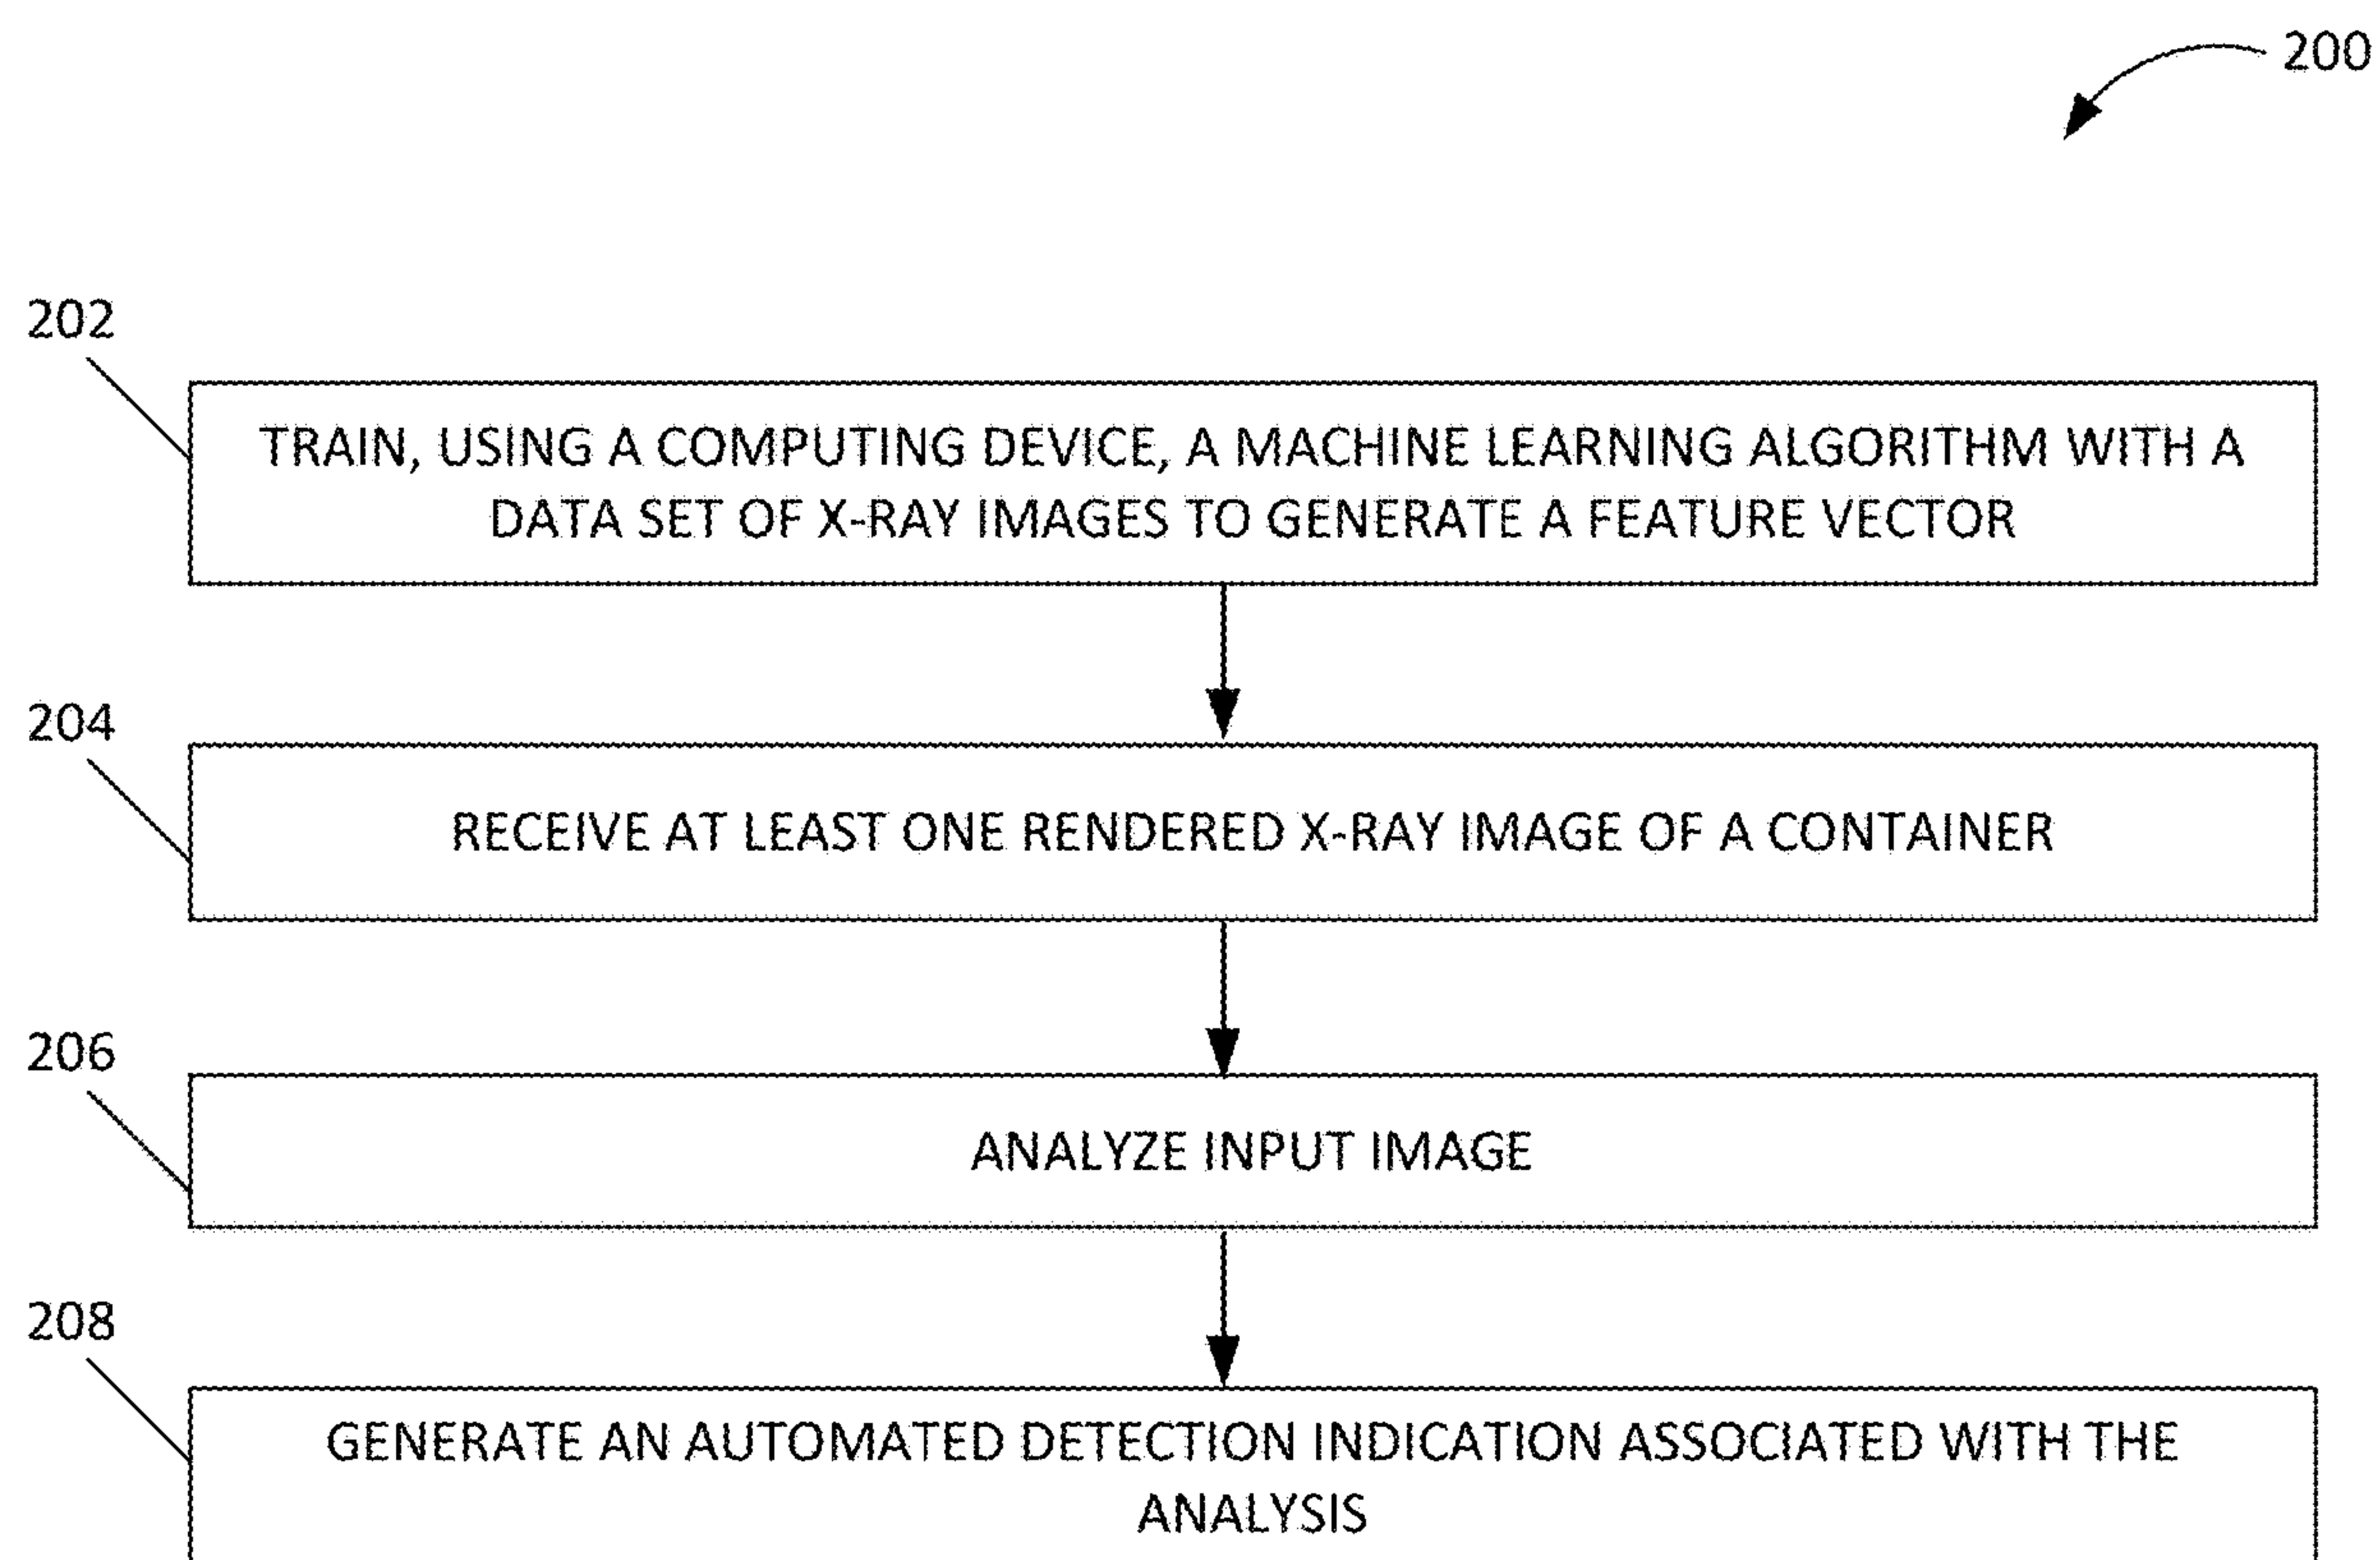 200
202
TRAIN, USING A COMPUTING DEVICE, A MACHINE LEARNING ALGORITHM WITH A
DATA SET OF X-RAY IMAGES TO GENERATE A FEATURE VECTOR
204
RECEIVE AT LEAST ONE RENDERED X-RAY IMAGE OF A CONTAINER
206
ANALYZE INPUT IMAGE
208
GENERATE AN AUTOMATED DETECTION INDICATION ASSOCIATED WITH THE
ANALYSIS